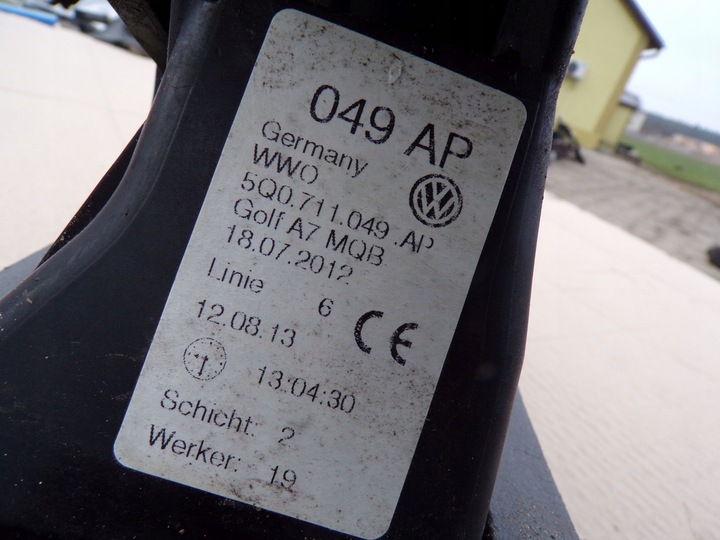 049 AP
Germany
WWO
5Q0.711.049 .AP
Golf A7 MQB
18.07.2012
Linie 6
12.08.13
CE
13:04:30
Schicht: 2
Werker: 19